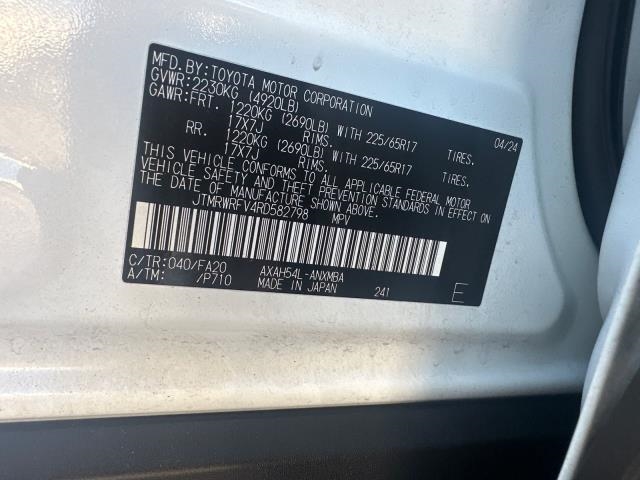 MFD. BY: TOYOTA MOTOR CORPORATION 04/24
GVWR: 2230KG (4920LB)
GAWR: FRT. 1220KG (2690LB) WITH 225/65R17 TIRES.
17X7J RIMS.
RR. 1220KG (2690LB) WITH 225/65R17 TIRES.
17X7J RIMS.
THIS VEHICLE CONFORMS TO ALL APPLICABLE FEDERAL MOTOR
VEHICLE SAFETY AND THEFT PREVENTION STANDARDS IN EFFECT
ON THE DATE OF MANUFACTURE SHOWN ABOVE.
JTMRWRFV4RD582798 MPV
C/TR: 040/FA20 AXAH54L-ANXMBA
A/TM: /P710 MADE IN JAPAN 241 E